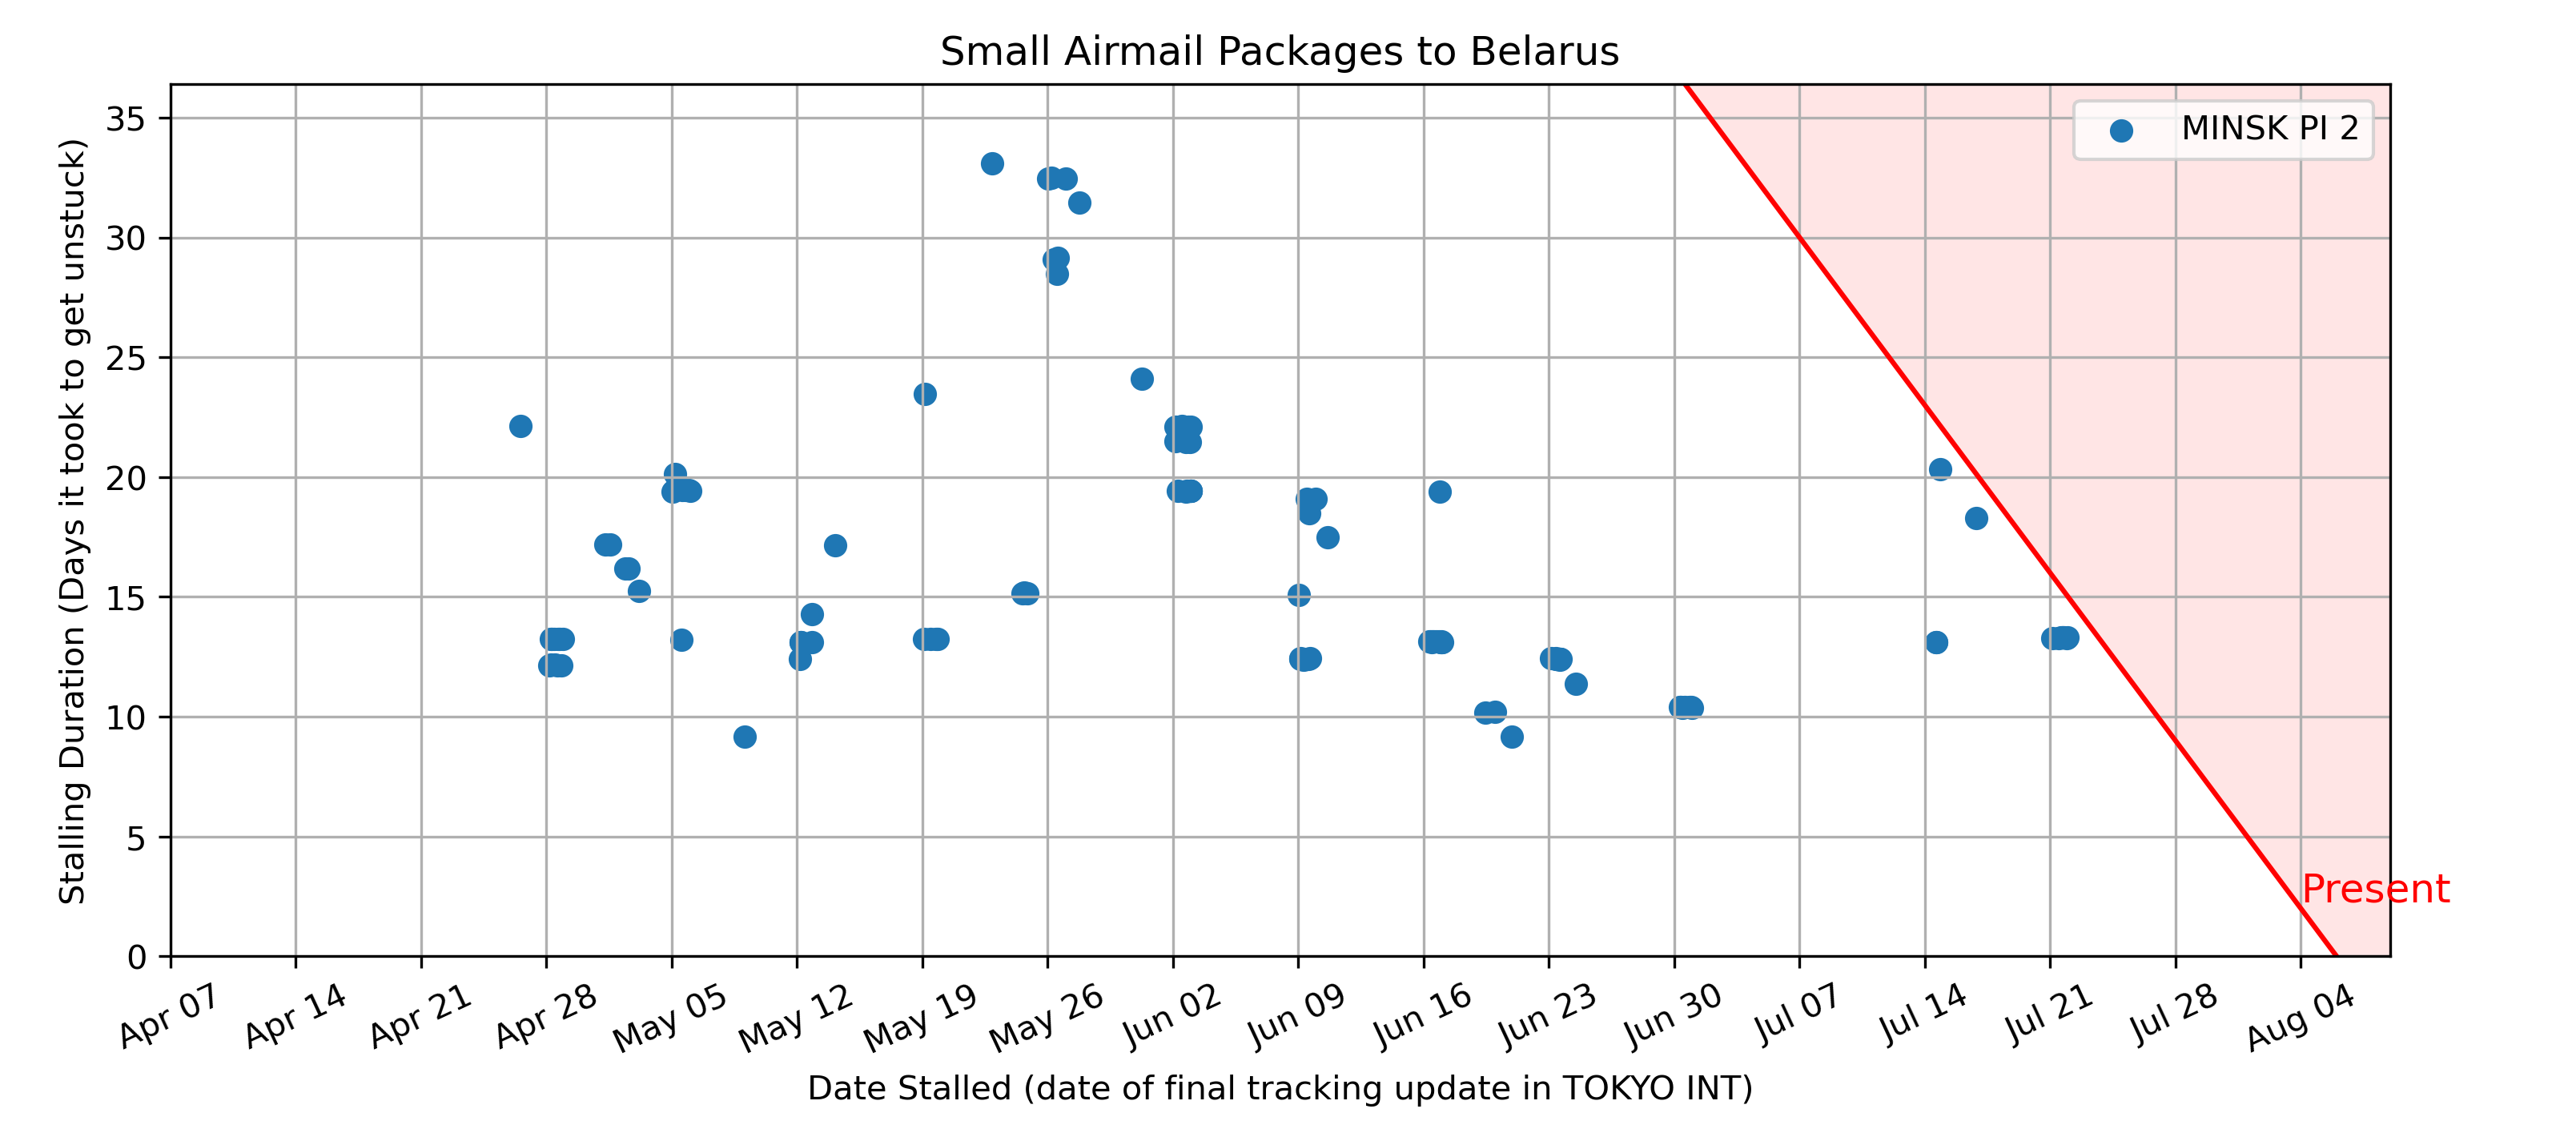 Small Airmail Packages to Belarus
MINSK PI 2
Stalling Duration (Days it took to get unstuck)
35
30
25
20
15
10
5
0
Present
Apr 07
Apr 14
Apr 21
Apr 28
May 05
May 12
May 19
May 26
Jun 02
Jun 09
Jun 16
Jun 23
Jun 30
Jul 07
Jul 14
Jul 21
Jul 28
Aug 04
Date Stalled (date of final tracking update in TOKYO INT)